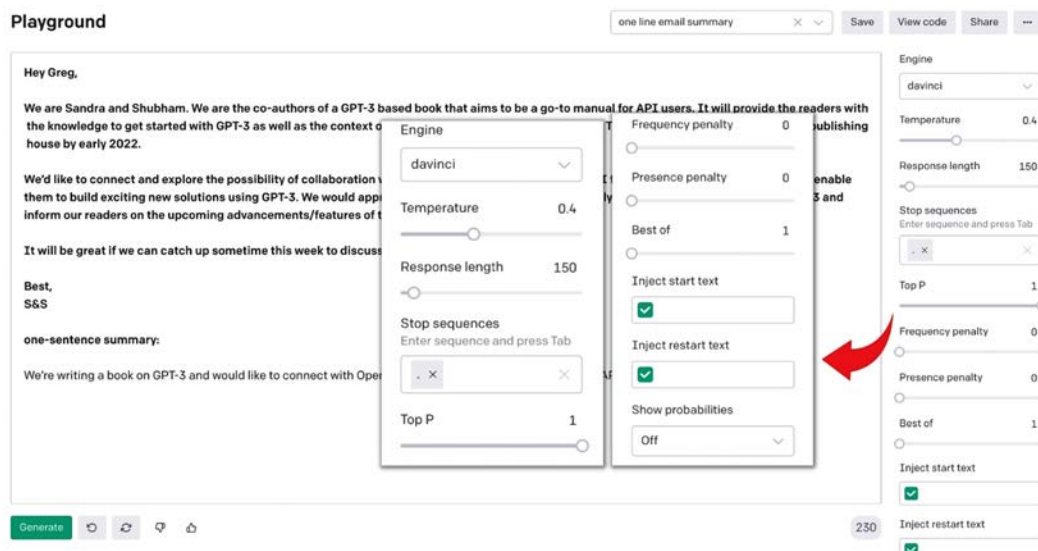 Playground
one line email summary
Save
View code
Share
Hey Greg,
We are Sandra and Shubham. We are the co-authors of a GPT-3 based book that aims to be a go-to manual for API users. It will provide the readers with
the knowledge to get started with GPT-3 as well as the context
publishing
house by early 2022.
We'd like to connect and explore the possibility of collaboration
enable
them to build exciting new solutions using GPT-3. We would
3 and
inform our readers on the upcoming advancements/features of
It will be great if we can catch up sometime this week to discuss
Best,
S&S
one-sentence summary:
We're writing a book on GPT-3 and would like to connect with
Engine
davinci
Temperature 0.4
Response length 150
Stop sequences
Enter sequence and press Tab
.
Top P 1
Frequency penalty 0
Presence penalty 0
Best of 1
Inject start text
Inject restart text
Show probabilities
Off
Engine
davinci
Temperature 0.4
Response length 150
Stop sequences
Enter sequence and press Tab
.
Top P 1
Frequency penalty 0
Presence penalty 0
Best of 1
Inject start text
Inject restart text
Generate
230